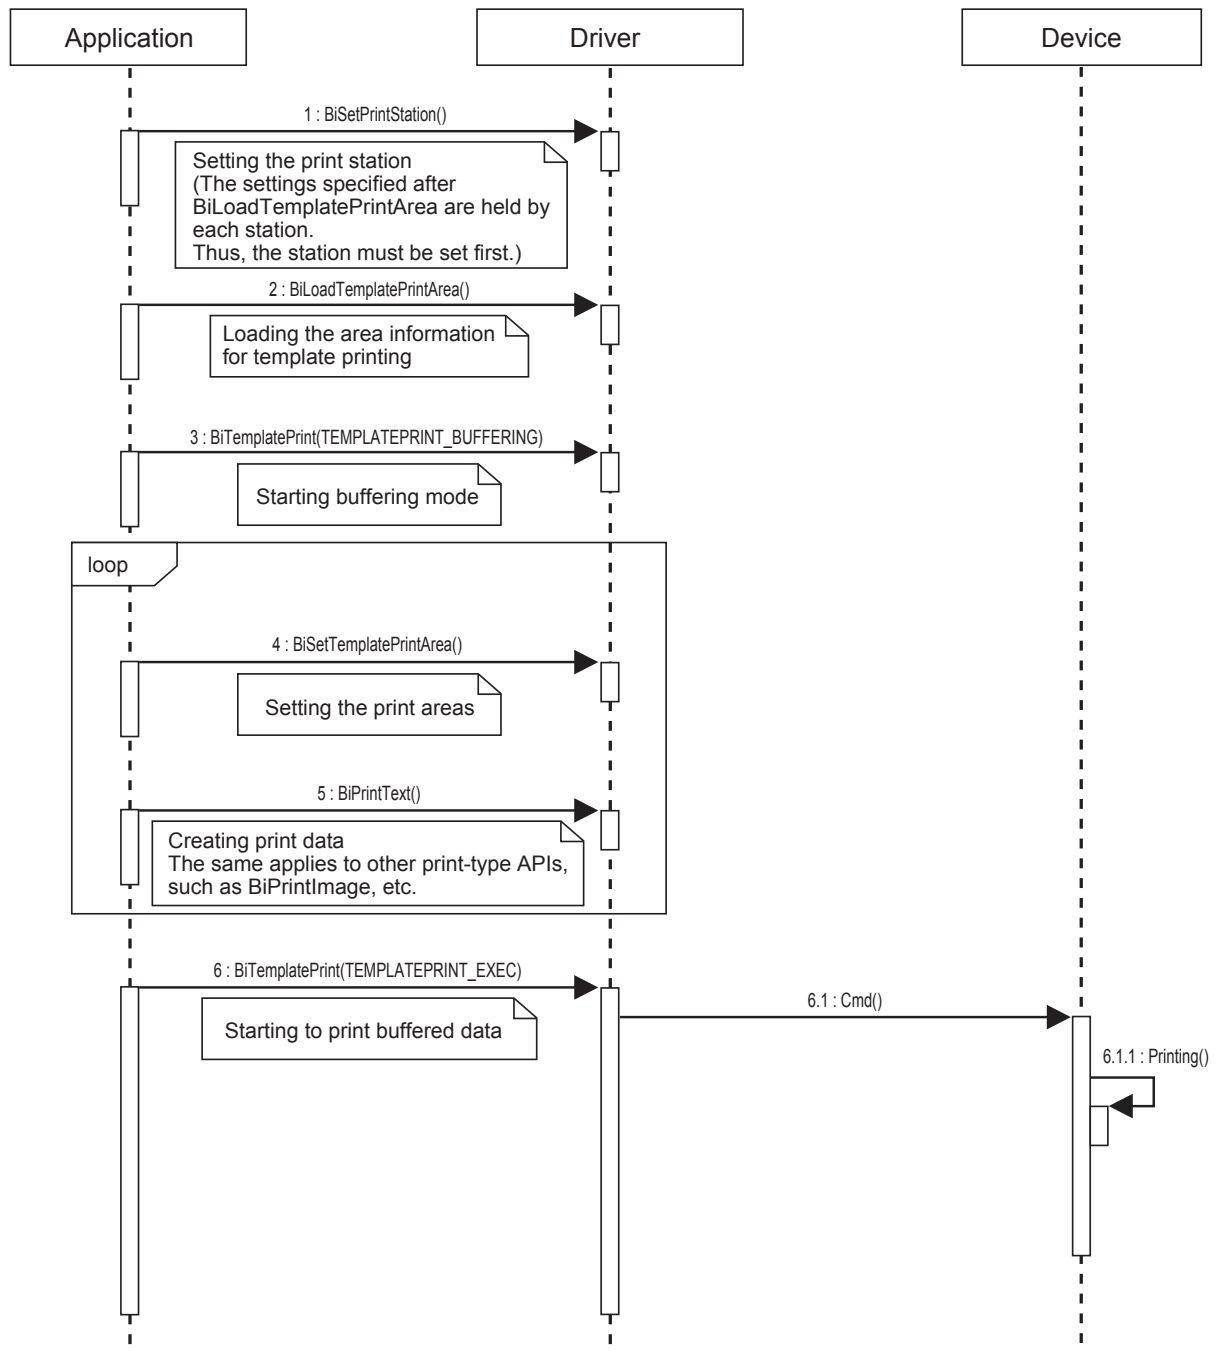 Application
Driver
Device
1 : BiSetPrintStation()
Setting the print station
(The settings specified after
BiLoadTemplatePrintArea are held by
each station.
Thus, the station must be set first.)
2 : BiLoadTemplatePrintArea()
Loading the area information
for template printing
3 : BiTemplatePrint(TEMPLATEPRINT_BUFFERING)
Starting buffering mode
loop
4 : BiSetTemplatePrintArea()
Setting the print areas
5 : BiPrintText()
Creating print data
The same applies to other print-type APIs,
such as BiPrintImage, etc.
6 : BiTemplatePrint(TEMPLATEPRINT_EXEC)
Starting to print buffered data
6.1 : Cmd()
6.1.1 : Printing()